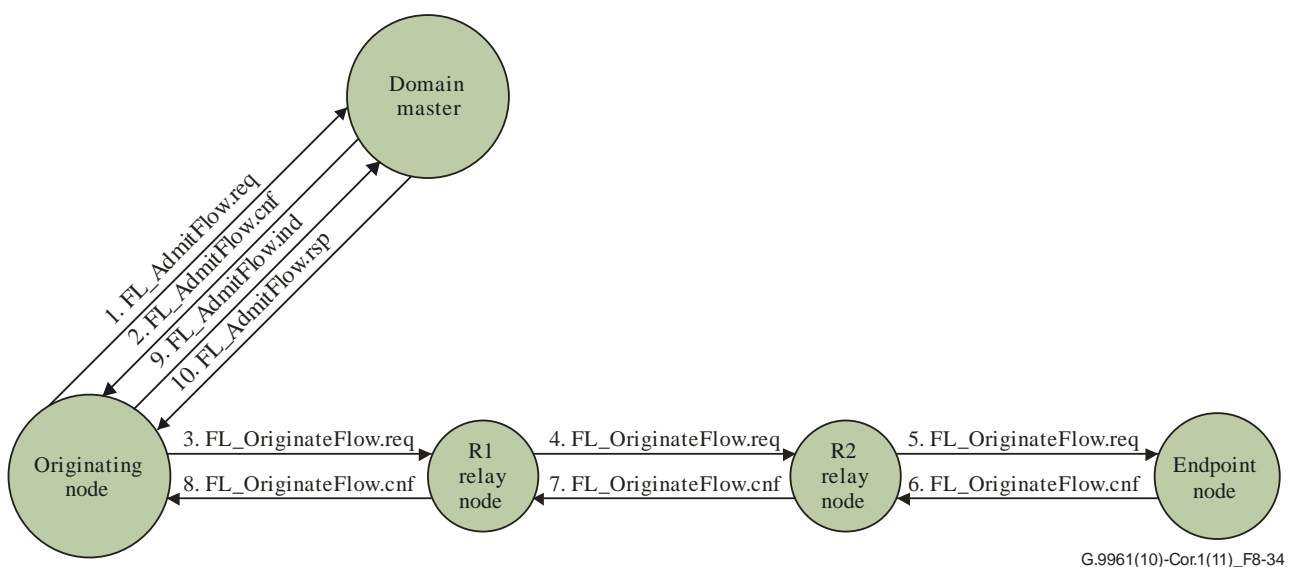 Domain
master
1. FL_AdmitFlow.req
2. FL_AdmitFlow.cnf
9. FL_AdmitFlow.ind
10. FL_AdmitFlow.rsp
Originating
node
3. FL_OriginateFlow.req
8. FL_OriginateFlow.cnf
R1
relay
node
4. FL_OriginateFlow.req
7. FL_OriginateFlow.cnf
R2
relay
node
5. FL_OriginateFlow.req
6. FL_OriginateFlow.cnf
Endpoint
node
G.9961(10)-Cor.1(11)_F8-34